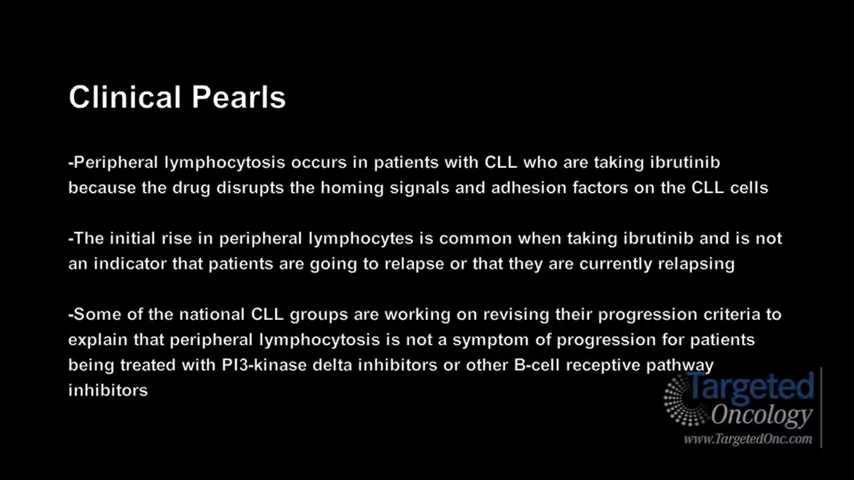 Clinical Pearls
-Peripheral lymphocytosis occurs in patients with CLL who are taking ibrutinib
because the drug disrupts the homing signals and adhesion factors on the CLL cells
-The initial rise in peripheral lymphocytes is common when taking ibrutinib and is not
an indicator that patients are going to relapse or that they are currently relapsing
-Some of the national CLL groups are working on revising their progression criteria to
explain that peripheral lymphocytosis is not a symptom of progression for patients
being treated with PI3-kinase delta inhibitors or other B-cell receptive pathway
inhibitors
Targeted
Oncology
www.TargetedOnc.com